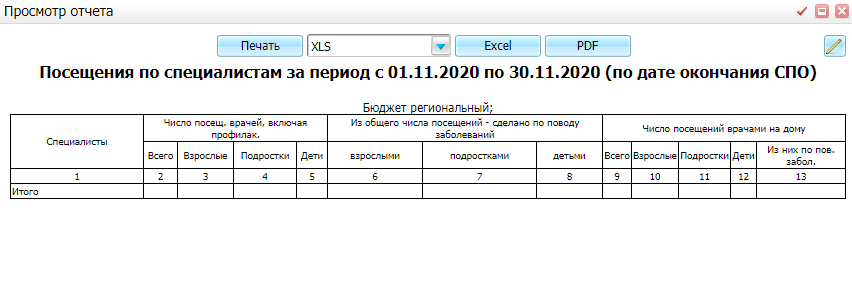 Просмотр отчета
Печать XLS Excel PDF
Посещения по специалистам за период с 01.11.2020 по 30.11.2020 (по дате окончания СПО)
Бюджет региональный;
Специалисты
Число посещ. врачей, включая
профилак.
Из общего числа посещений - сделано по поводу
заболеваний
Число посещений врачами на дому
Всего Взрослые Подростки Дети взрослыми подростками детьми Всего Взрослые Подростки Дети Из них по пов.
забол.
1 2 3 4 5 6 7 8 9 10 11 12 13
Итого